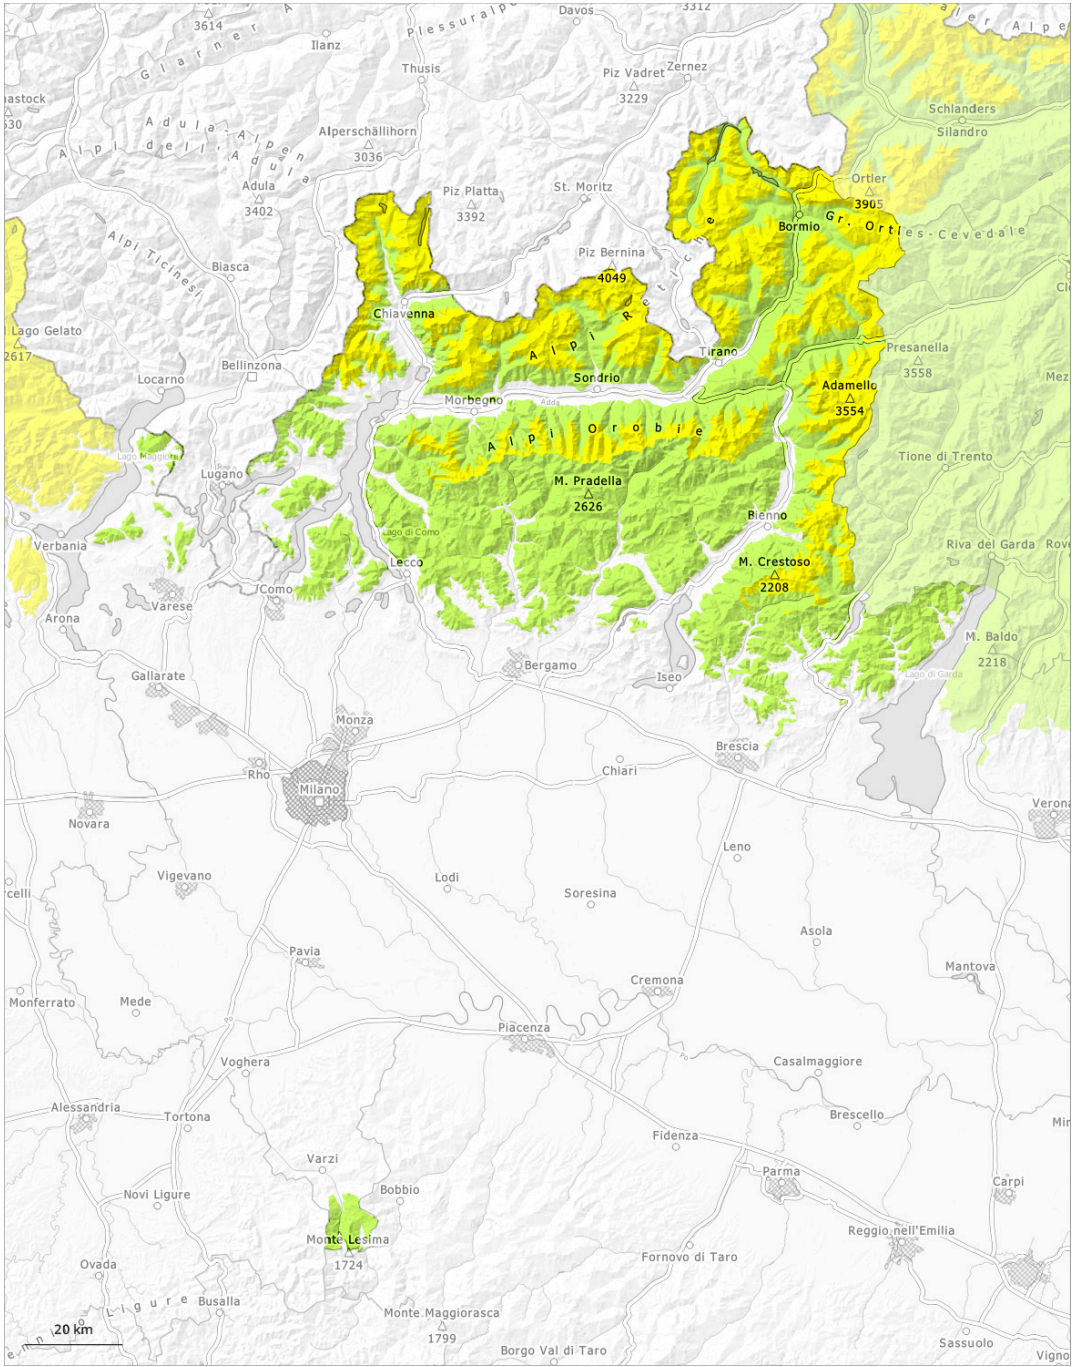 3614
Glarner
Ilanz
Plessuralpe
Davos
3312
Thusis
Piz Vadret
3229
Zernez
Schlanders
Silandro
Adula-Alpen
Alpi dell'Adula
Alperschällihorn
3036
Adula
3402
Piz Platta
3392
St. Moritz
Ortler
3905
Bormio
Gr. Ortles-Cevedale
Alpi Ticinesi
Biasca
Piz Bernina
4049
Alpi Retiche
Chiavenna
Lago Gelato
2617
Bellinzona
Locarno
Tirano
Sondrio
Presanella
3558
Adamello
3554
Morbegno
Adda
Alpi Orobie
Lago Maggiore
Lugano
M. Pradella
2626
Tione di Trento
Bienno
Lago di Como
Verbania
Riva del Garda
Lecco
M. Crestoso
2208
Varese
Como
Arona
M. Baldo
2218
Gallarate
Bergamo
Iseo
Lago di Garda
Monza
Rho
Brescia
Milano
Chiari
Novara
Verona
Vigevano
Lodi
Leno
Soresina
Asola
Pavia
Cremona
Mantova
Monferrato
Mede
Po
Piacenza
Voghera
Casalmaggiore
Alessandria
Tortona
Brescello
Fidenza
Varzi
Bobbio
Parma
Carpi
Novi Ligure
Monte Lesima
1724
Reggio nell'Emilia
Fornovo di Taro
Ovada
Ligure
Busalla
Monte Maggiorasca
1799
20 km
Sassuolo
Borgo Val di Taro